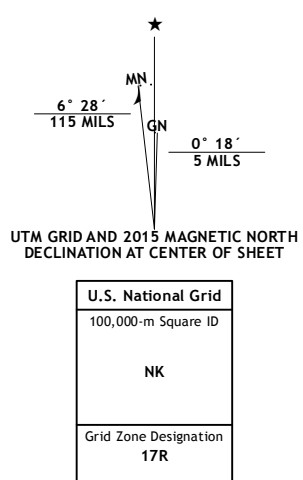 ★
MN
6° 28´
115 MILS
GN
0° 18´
5 MILS
UTM GRID AND 2015 MAGNETIC NORTH
DECLINATION AT CENTER OF SHEET
U.S. National Grid
100,000-m Square ID
NK
Grid Zone Designation
17R